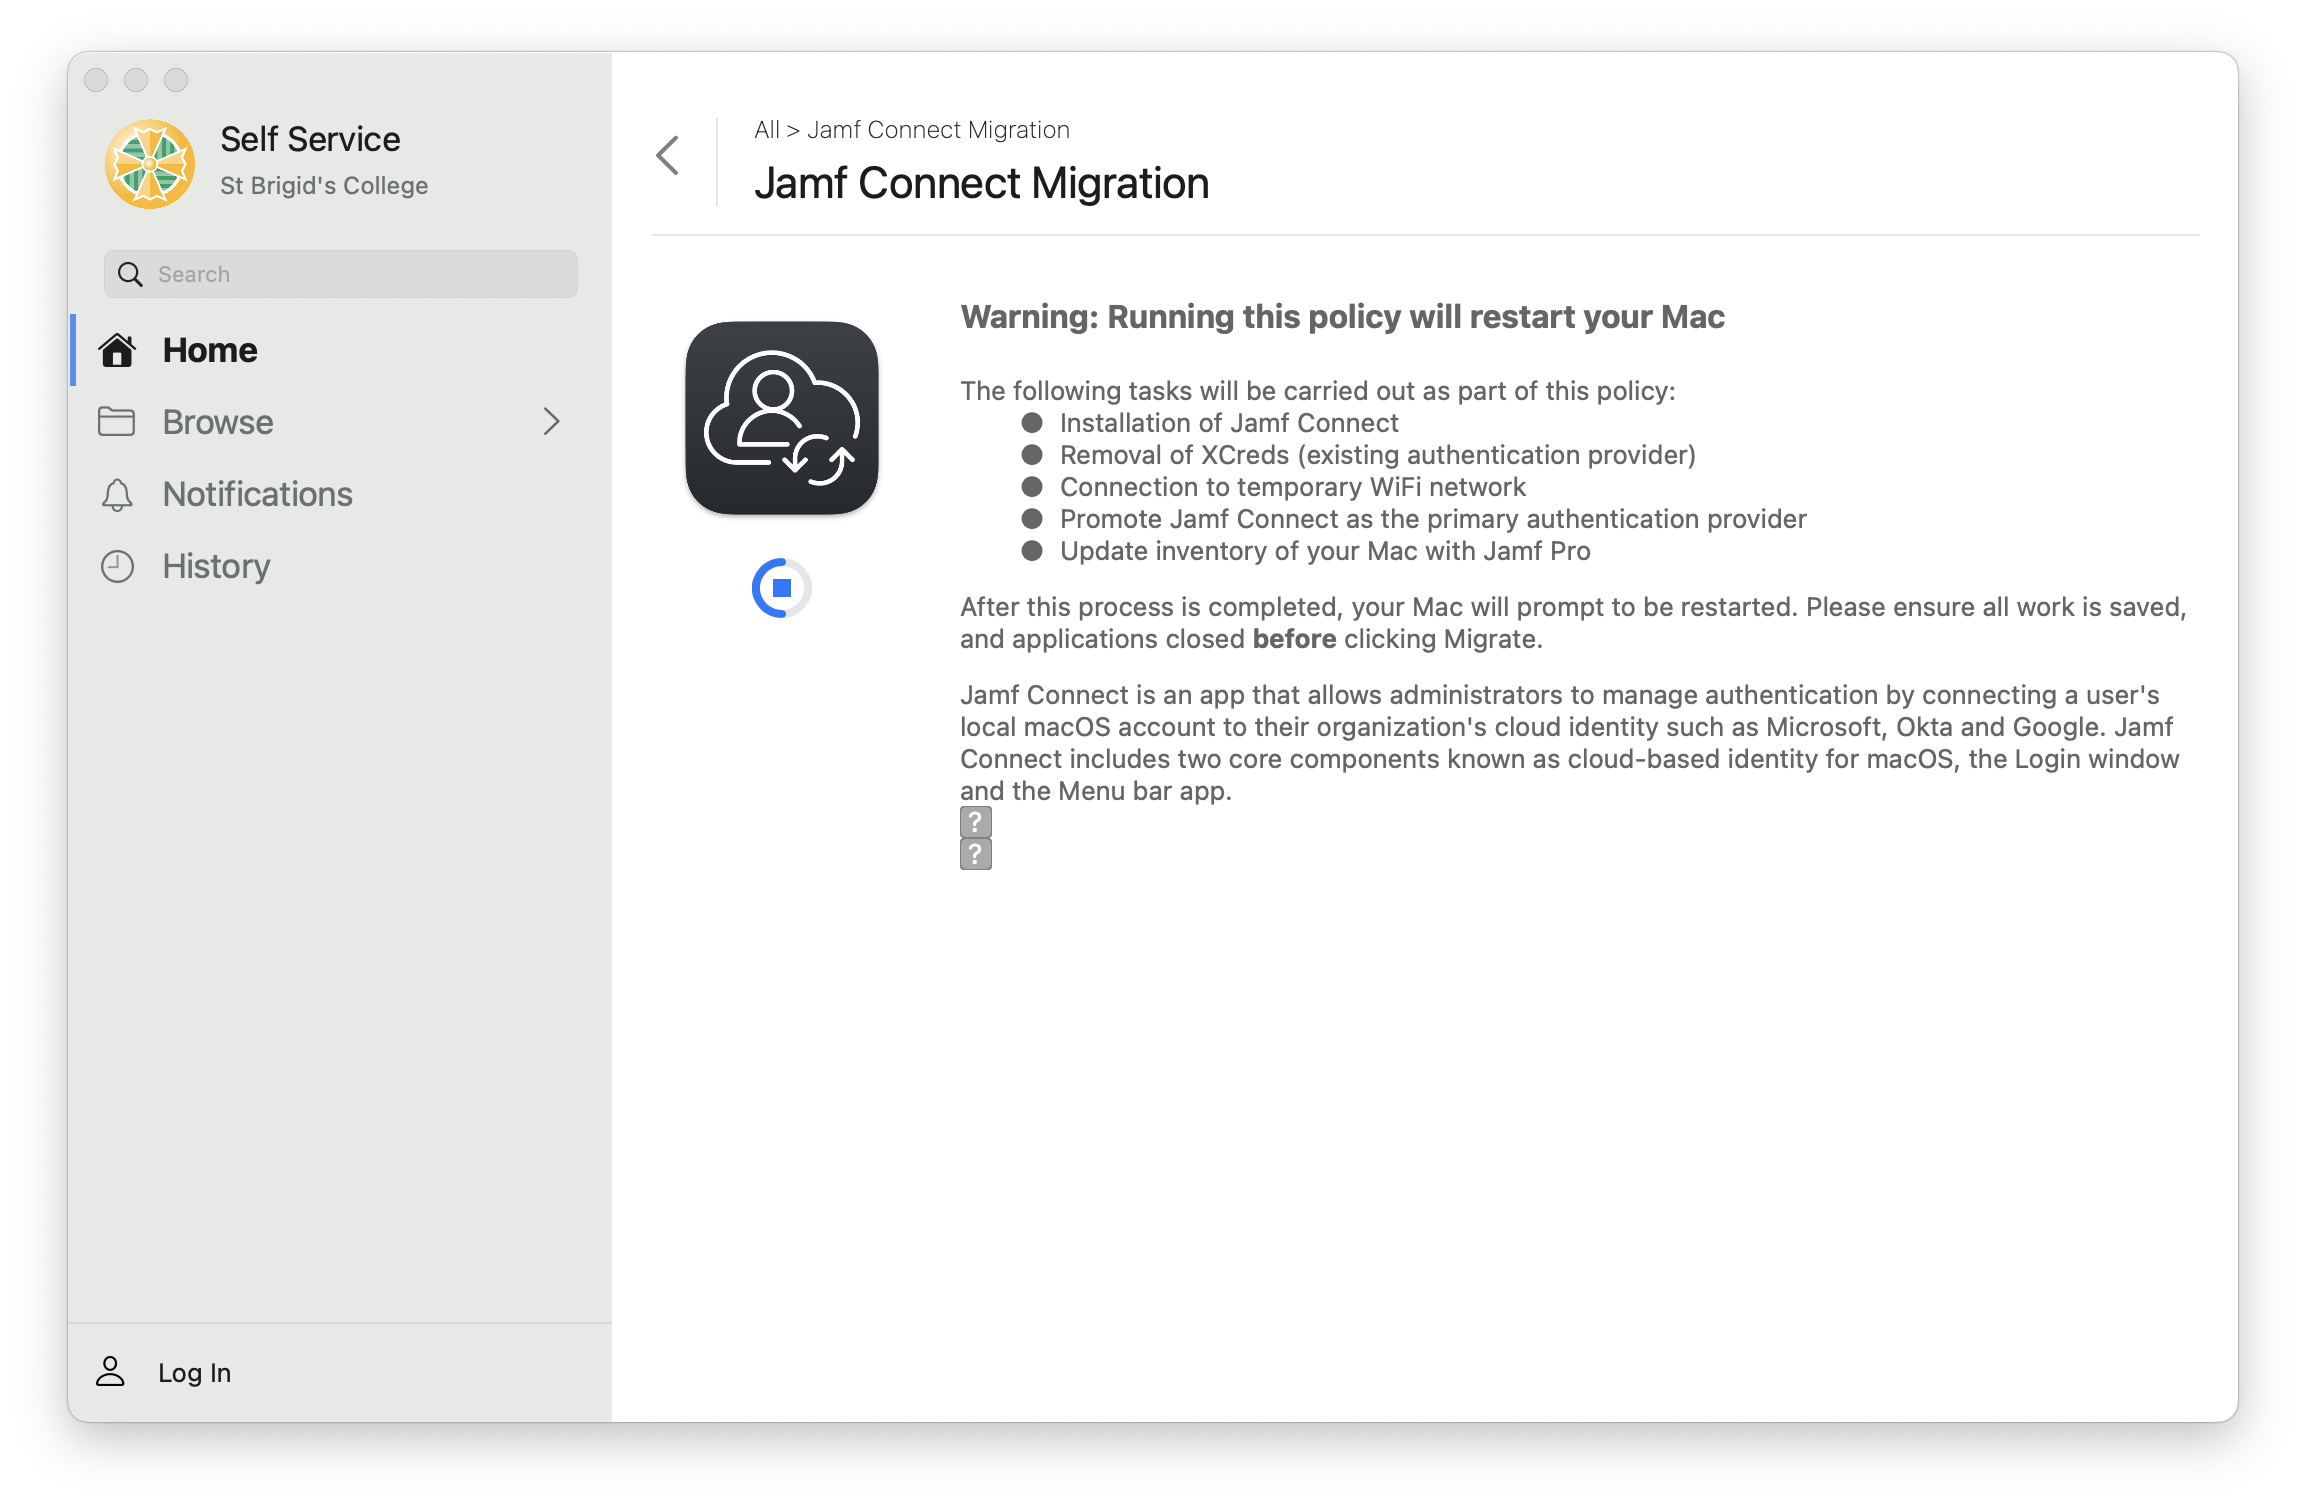 Self Service
St Brigid's College
Search
Home
Browse
Notifications
History
Log In
All > Jamf Connect Migration
Jamf Connect Migration
Warning: Running this policy will restart your Mac
The following tasks will be carried out as part of this policy:
● Installation of Jamf Connect
● Removal of XCreds (existing authentication provider)
● Connection to temporary WiFi network
● Promote Jamf Connect as the primary authentication provider
● Update inventory of your Mac with Jamf Pro
After this process is completed, your Mac will prompt to be restarted. Please ensure all work is saved,
and applications closed before clicking Migrate.
Jamf Connect is an app that allows administrators to manage authentication by connecting a user's
local macOS account to their organization's cloud identity such as Microsoft, Okta and Google. Jamf
Connect includes two core components known as cloud-based identity for macOS, the Login window
and the Menu bar app.
?
?